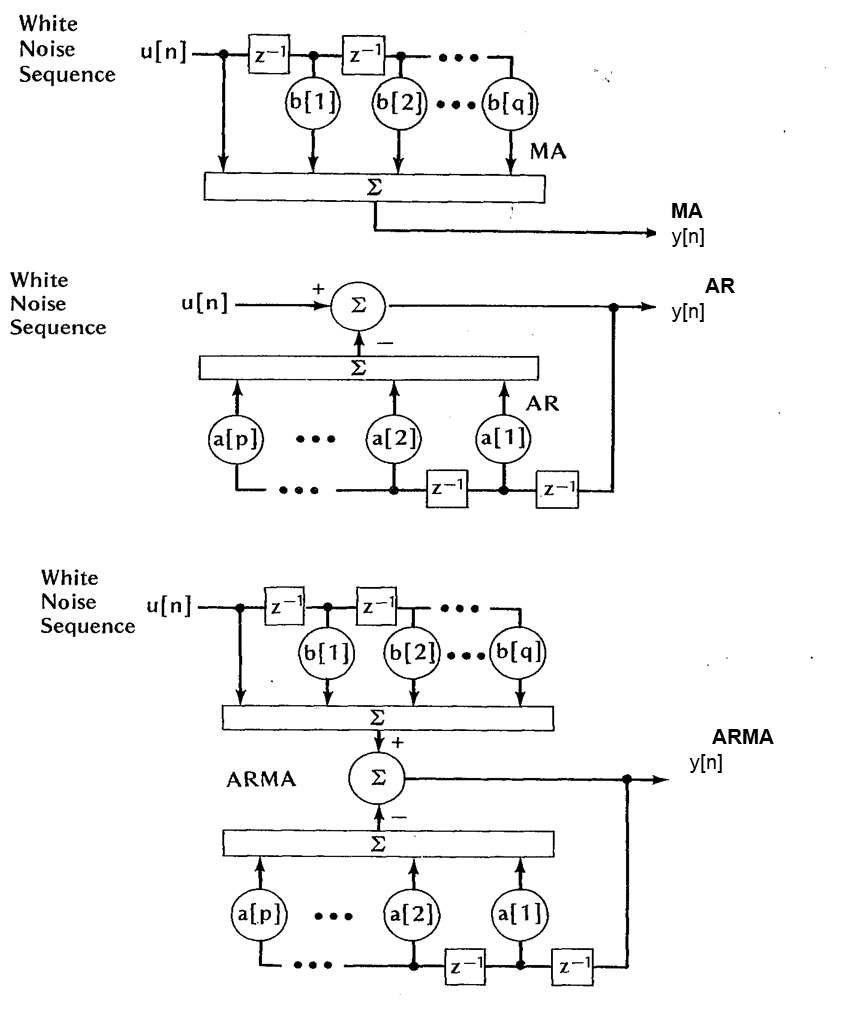 White
Noise
Sequence
u[n]
z⁻¹
z⁻¹
b[1]
b[2]
b[q]
MA
Σ
MA
y[n]
White
Noise
Sequence
u[n]
+
Σ
AR
y[n]
−
Σ
AR
a[p]
a[2]
a[1]
z⁻¹
z⁻¹
White
Noise
Sequence
u[n]
z⁻¹
z⁻¹
b[1]
b[2]
b[q]
Σ
+
ARMA
Σ
ARMA
y[n]
−
Σ
a[p]
a[2]
a[1]
z⁻¹
z⁻¹